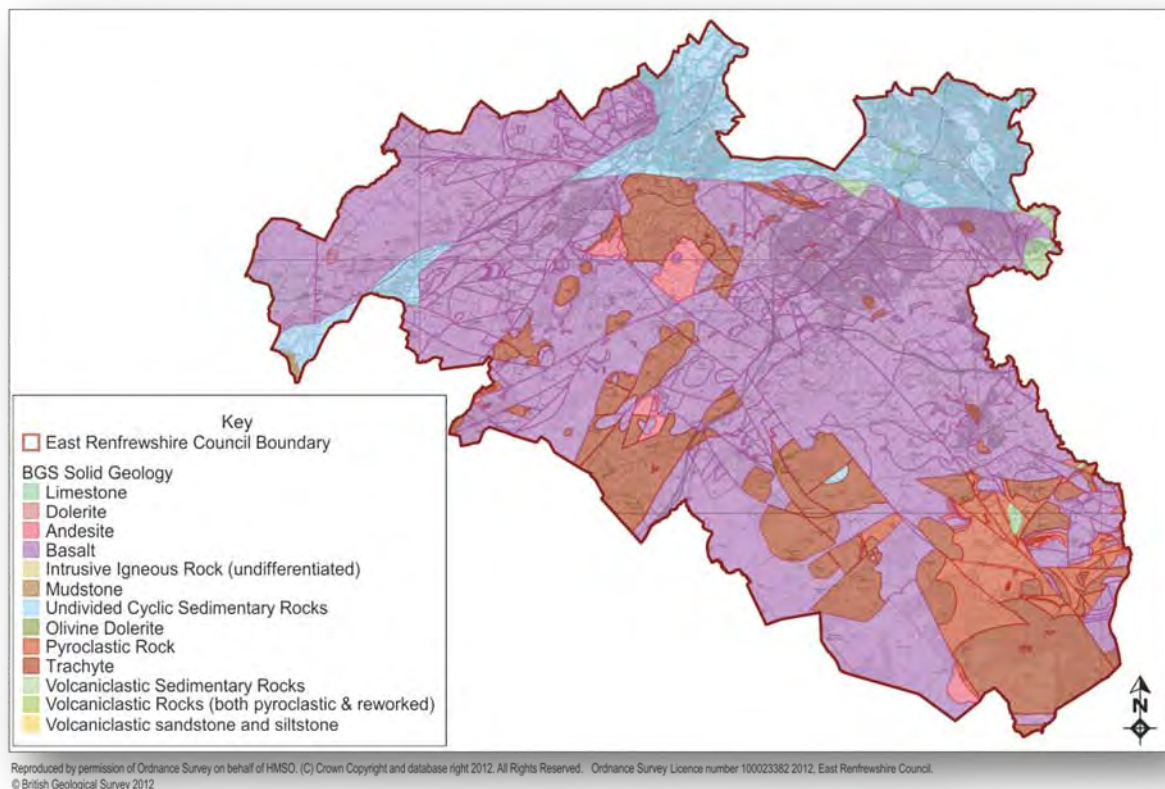 Key
East Renfrewshire Council Boundary
BGS Solid Geology
Limestone
Dolerite
Andesite
Basalt
Intrusive Igneous Rock (undifferentiated)
Mudstone
Undivided Cyclic Sedimentary Rocks
Olivine Dolerite
Pyroclastic Rock
Trachyte
Volcaniclastic Sedimentary Rocks
Volcaniclastic Rocks (both pyroclastic & reworked)
Volcaniclastic sandstone and siltstone
N
Reproduced by permission of Ordnance Survey on behalf of HMSO. (C) Crown Copyright and database right 2012. All Rights Reserved. Ordnance Survey Licence number 100023382 2012, East Renfrewshire Council.
© British Geological Survey 2012